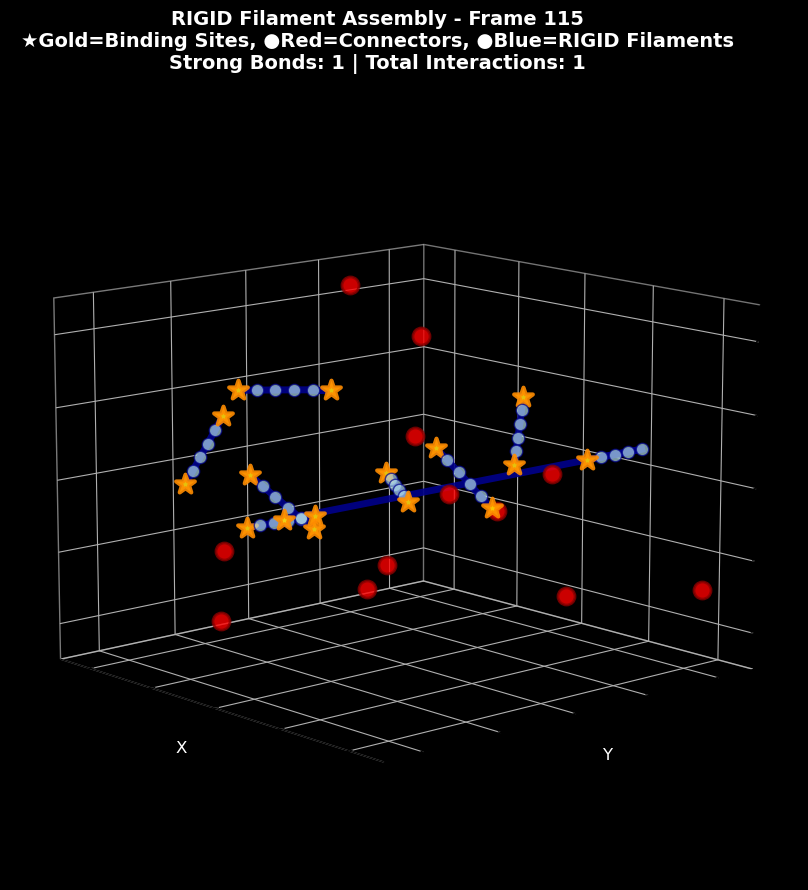 RIGID Filament Assembly - Frame 115
★Gold=Binding Sites, ●Red=Connectors, ●Blue=RIGID Filaments
Strong Bonds: 1 | Total Interactions: 1
X
Y